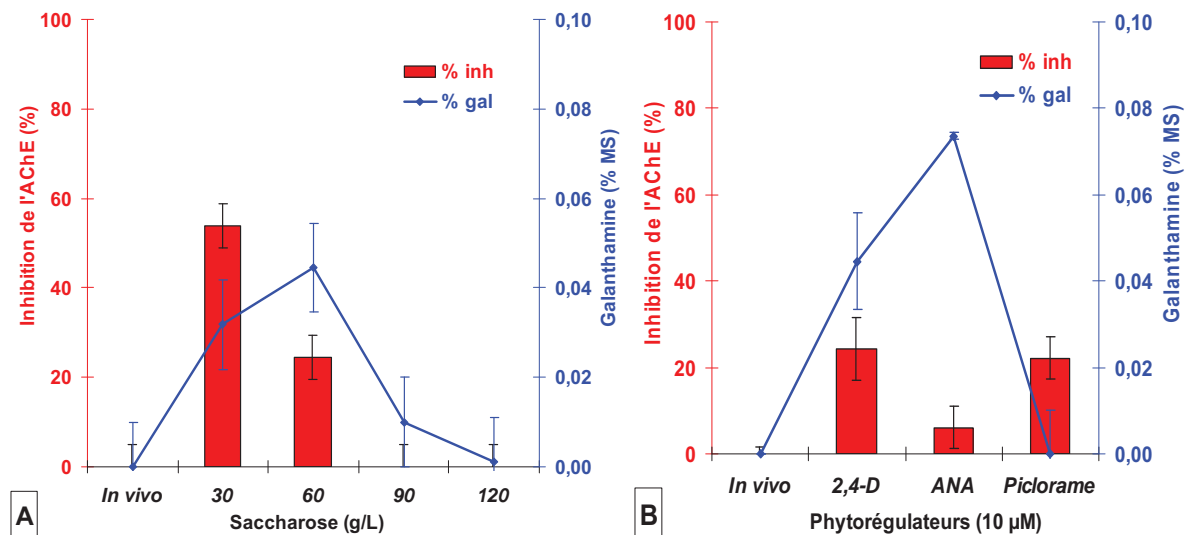 100
80
60
40
20
0
Inhibition de l'AChE (%)
% inh
% gal
0,10
0,08
0,06
0,04
0,02
0,00
Galanthamine (% MS)
In vivo 30 60 90 120
Saccharose (g/L)
A
100
80
60
40
20
0
Inhibition de l'AChE (%)
% inh
% gal
0,10
0,08
0,06
0,04
0,02
0,00
Galanthamine (% MS)
In vivo 2,4-D ANA Piclorame
Phytorégulateurs (10 µM)
B